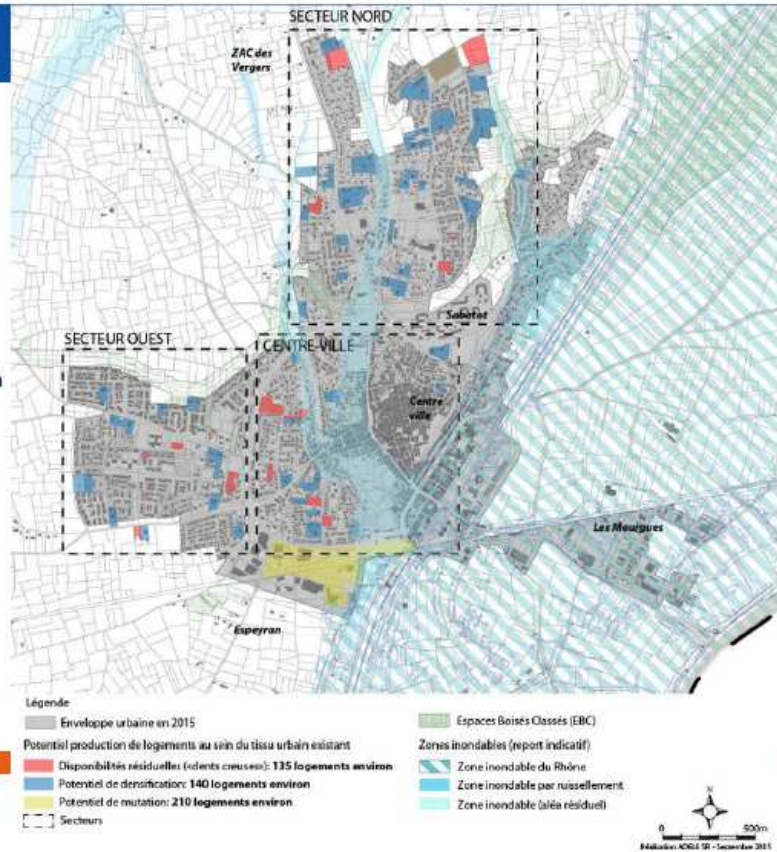 SECTEUR NORD
ZAC des
Vergers
Sabatot
SECTEUR OUEST
CENTRE-VILLE
Centre
ville
Les Mourgues
Espeyran
Légende
Enveloppe urbaine en 2015
Potentiel production de logements au sein du tissu urbain existant
Disponibilités résiduelles («dents creuses»): 135 logements environ
Potentiel de densification: 140 logements environ
Potentiel de mutation: 210 logements environ
Secteurs
Espaces Boisés Classés (EBC)
Zones inondables (report indicatif)
Zone inondable du Rhône
Zone inondable par ruissellement
Zone inondable (aléa résiduel)
N
0 500m
Réalisation ADELE SR - Septembre 2015